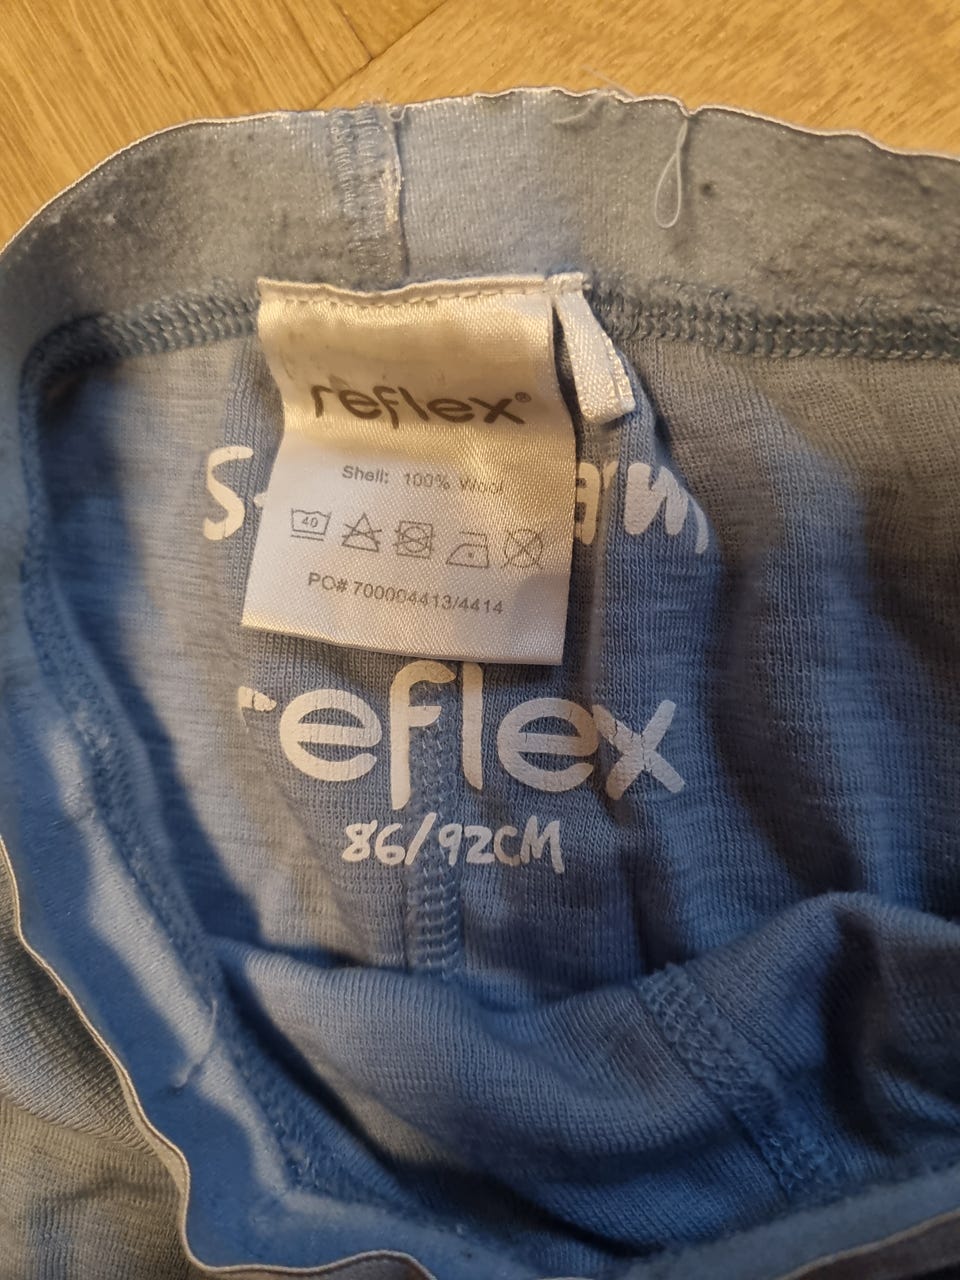 reflex®
Shell: 100% Wool
40
PO# 700004413/4414
reflex
86/92CM